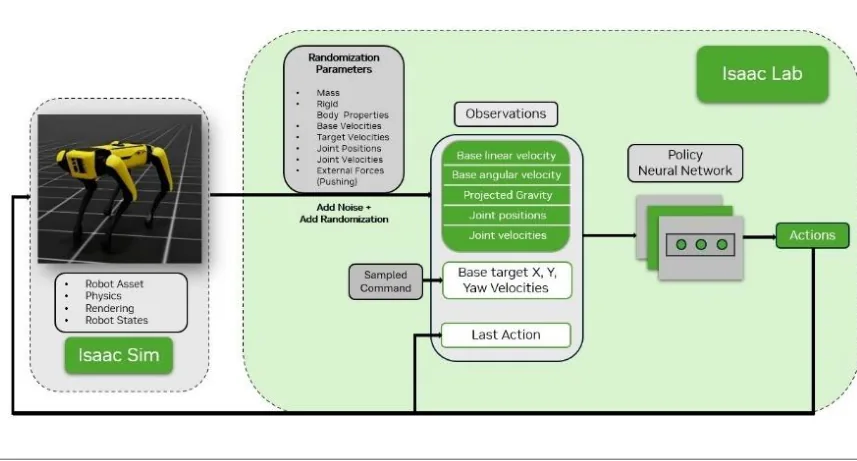 Randomization
Parameters
• Mass
• Rigid
Body Properties
• Base Velocities
• Target Velocities
• Joint Positions
• Joint Velocities
• External Forces
(Pushing)
Add Noise +
Add Randomization
Isaac Lab
Observations
Base linear velocity
Base angular velocity
Projected Gravity
Joint positions
Joint velocities
Sampled
Command
Base target X, Y,
Yaw Velocities
Last Action
Policy
Neural Network
Actions
• Robot Asset
• Physics
• Rendering
• Robot States
Isaac Sim